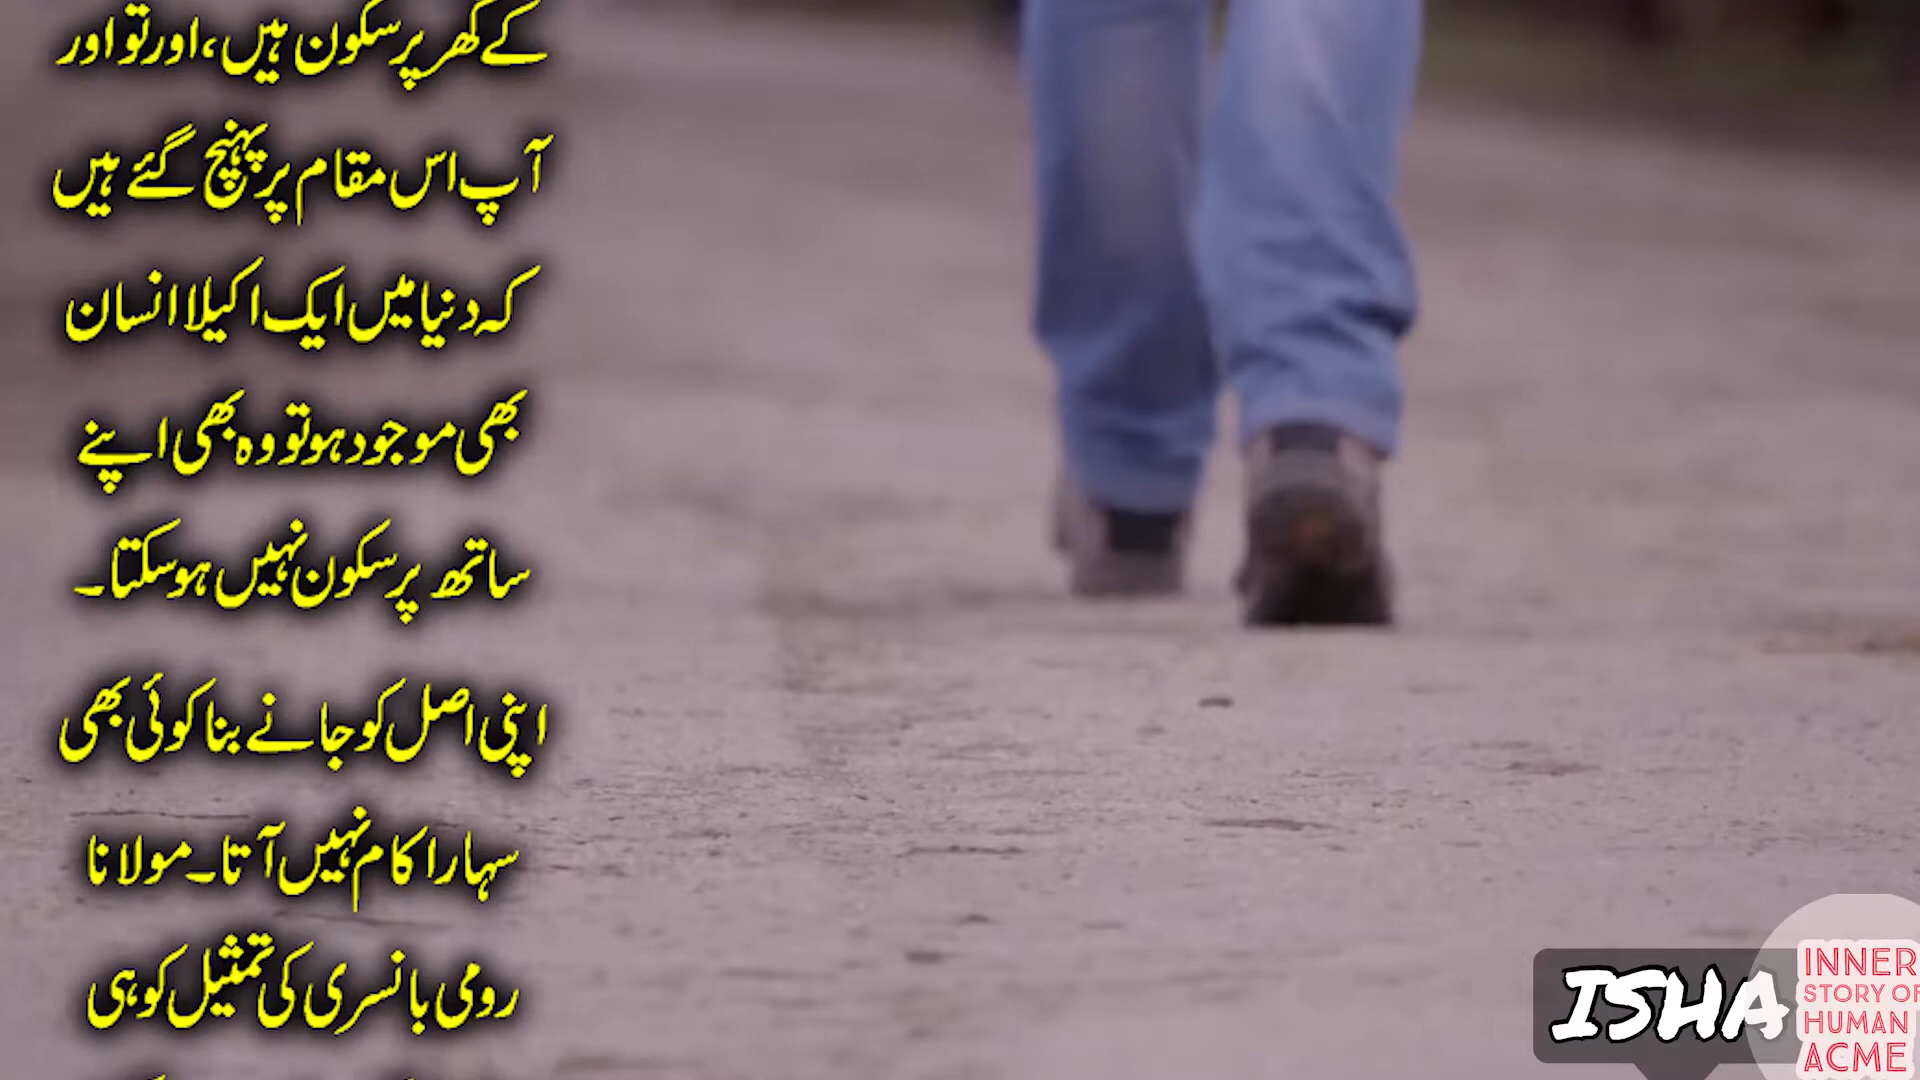 کے گھر پرسکون ہیں، اور تو اور
آپ اس مقام پر پہنچ گئے ہیں
کہ دنیا میں ایک اکیلا انسان
بھی موجود ہو تو وہ بھی اپنے
ساتھ پرسکون نہیں ہو سکتا۔
اپنی اصل کو جانے بنا کوئی بھی
سہارا کام نہیں آتا۔ مولانا
رومی بانسری کی تمثیل کو ہی
ISHA
INNER
STORY OF
HUMAN
ACME